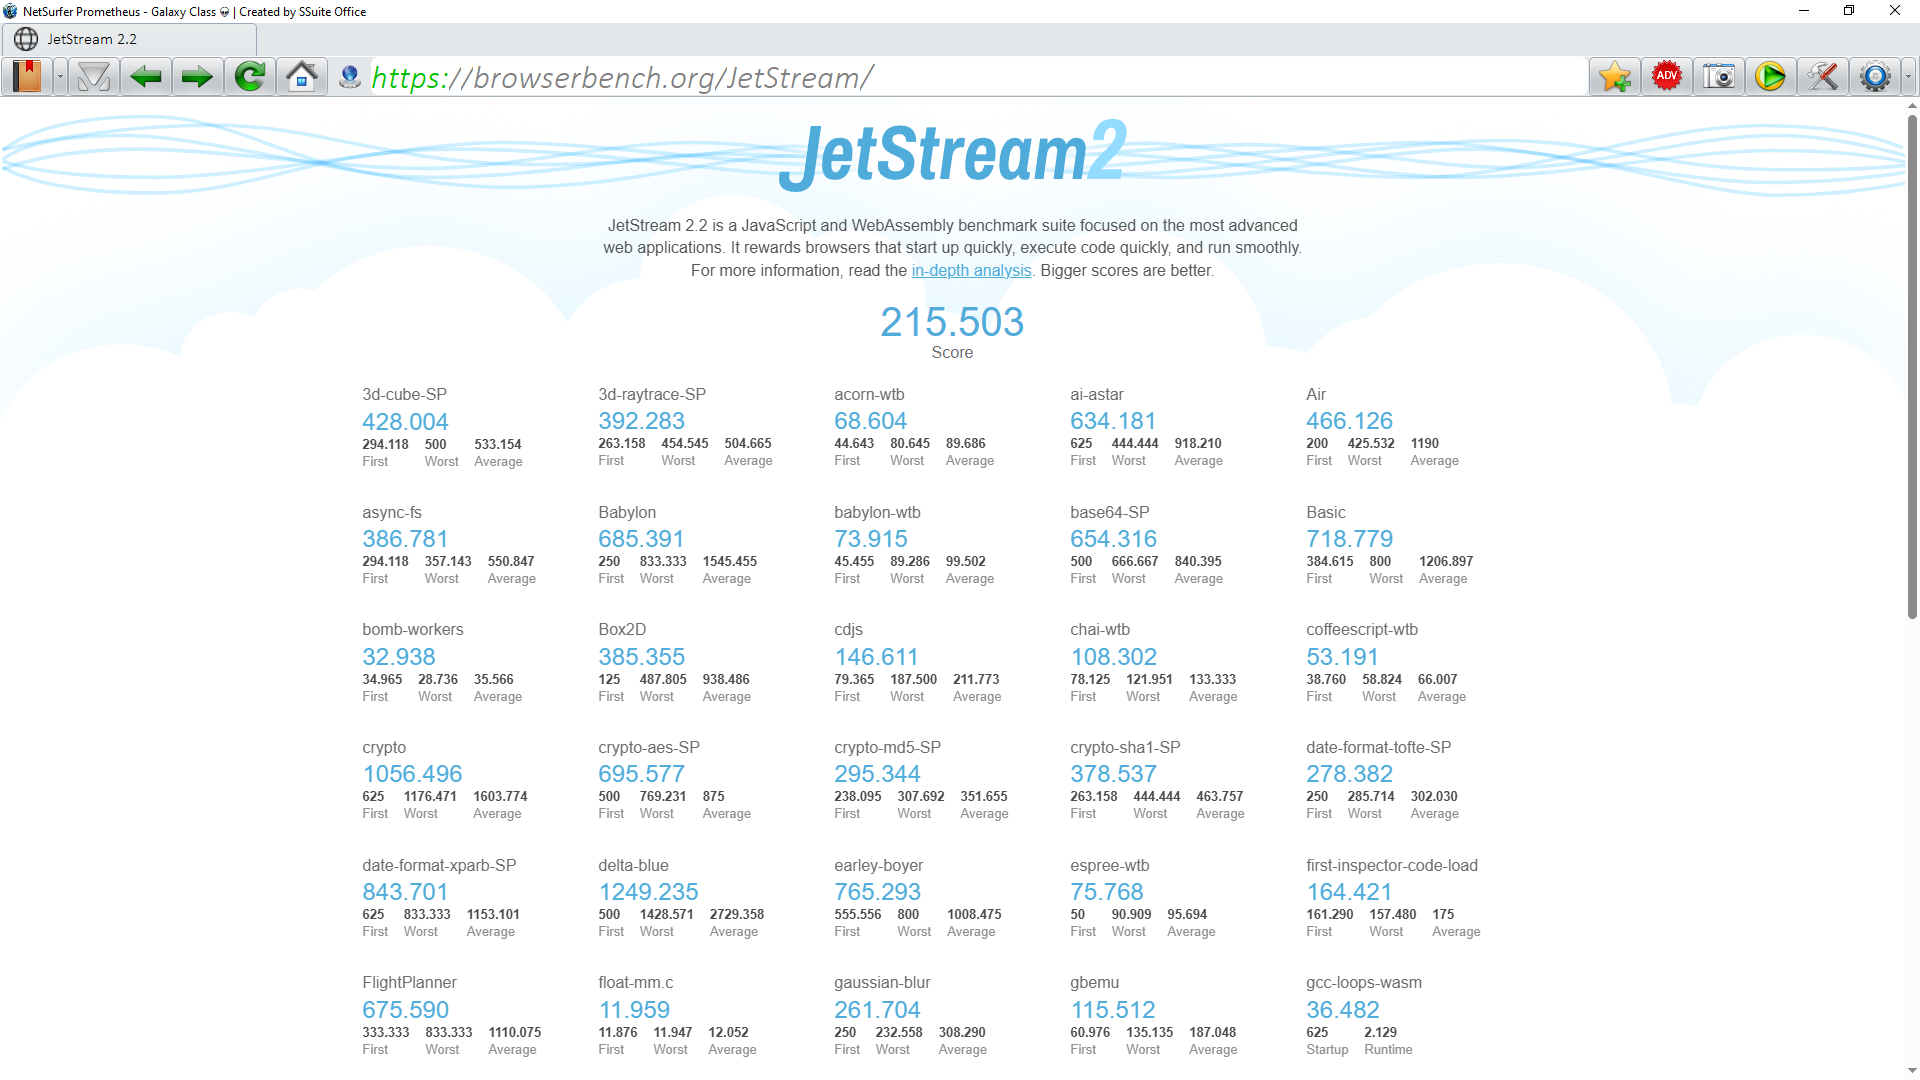 NetSurfer Prometheus - Galaxy Class 💀 | Created by SSuite Office
JetStream 2.2
https://browserbench.org/JetStream/
ADV
JetStream2
JetStream 2.2 is a JavaScript and WebAssembly benchmark suite focused on the most advanced
web applications. It rewards browsers that start up quickly, execute code quickly, and run smoothly.
For more information, read the in-depth analysis. Bigger scores are better.
215.503
Score
3d-cube-SP 3d-raytrace-SP acorn-wtb ai-astar Air
428.004 392.283 68.604 634.181 466.126
294.118 500 533.154 263.158 454.545 504.665 44.643 80.645 89.686 625 444.444 918.210 200 425.532 1190
First Worst Average First Worst Average First Worst Average First Worst Average First Worst Average
async-fs Babylon babylon-wtb base64-SP Basic
386.781 685.391 73.915 654.316 718.779
294.118 357.143 550.847 250 833.333 1545.455 45.455 89.286 99.502 500 666.667 840.395 384.615 800 1206.897
First Worst Average First Worst Average First Worst Average First Worst Average First Worst Average
bomb-workers Box2D cdjs chai-wtb coffeescript-wtb
32.938 385.355 146.611 108.302 53.191
34.965 28.736 35.566 125 487.805 938.486 79.365 187.500 211.773 78.125 121.951 133.333 38.760 58.824 66.007
First Worst Average First Worst Average First Worst Average First Worst Average First Worst Average
crypto crypto-aes-SP crypto-md5-SP crypto-sha1-SP date-format-tofte-SP
1056.496 695.577 295.344 378.537 278.382
625 1176.471 1603.774 500 769.231 875 238.095 307.692 351.655 263.158 444.444 463.757 250 285.714 302.030
First Worst Average First Worst Average First Worst Average First Worst Average First Worst Average
date-format-xparb-SP delta-blue earley-boyer espree-wtb first-inspector-code-load
843.701 1249.235 765.293 75.768 164.421
625 833.333 1153.101 500 1428.571 2729.358 555.556 800 1008.475 50 90.909 95.694 161.290 157.480 175
First Worst Average First Worst Average First Worst Average First Worst Average First Worst Average
FlightPlanner float-mm.c gaussian-blur gbemu gcc-loops-wasm
675.590 11.959 261.704 115.512 36.482
333.333 833.333 1110.075 11.876 11.947 12.052 250 232.558 308.290 60.976 135.135 187.048 625 2.129
First Worst Average First Worst Average First Worst Average First Worst Average Startup Runtime